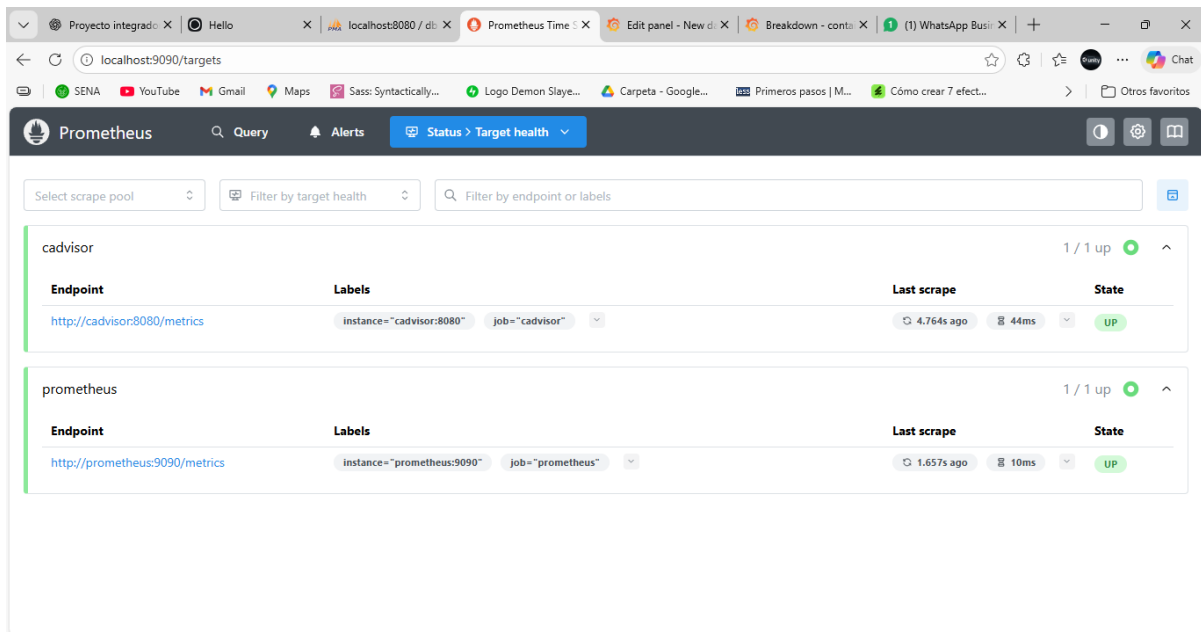 Proyecto integrado
Hello
localhost:8080 / db
Prometheus Time S
Edit panel - New da
Breakdown - conta
(1) WhatsApp Busin
localhost:9090/targets
Chat
SENA
YouTube
Gmail
Maps
Sass: Syntactically...
Logo Demon Slaye...
Carpeta - Google...
Primeros pasos | M...
Cómo crear 7 efect...
Otros favoritos
Prometheus
Query
Alerts
Status > Target health
Select scrape pool
Filter by target health
Filter by endpoint or labels
cadvisor
1 / 1 up
Endpoint Labels Last scrape State
http://cadvisor:8080/metrics instance="cadvisor:8080" job="cadvisor" 4.764s ago 44ms UP
prometheus
1 / 1 up
Endpoint Labels Last scrape State
http://prometheus:9090/metrics instance="prometheus:9090" job="prometheus" 1.657s ago 10ms UP